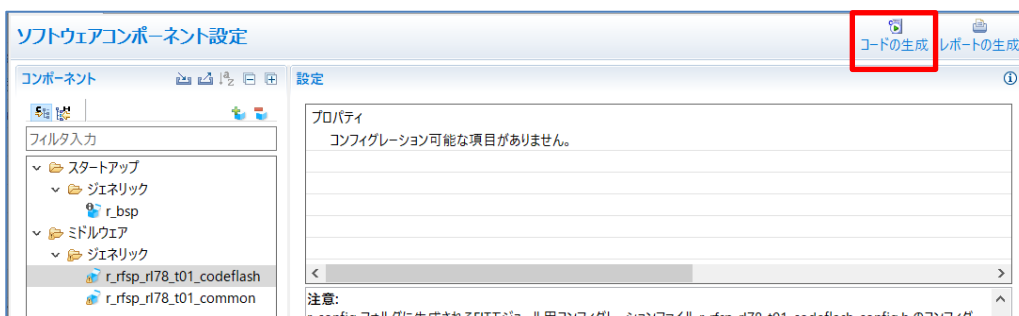 ソフトウェアコンポーネント設定
コードの生成 レポートの生成
コンポーネント
設定
フィルタ入力
プロパティ
コンフィグレーション可能な項目がありません。
スタートアップ
ジェネリック
r_bsp
ミドルウェア
ジェネリック
r_rfsp_rl78_t01_codeflash
r_rfsp_rl78_t01_common
注意: